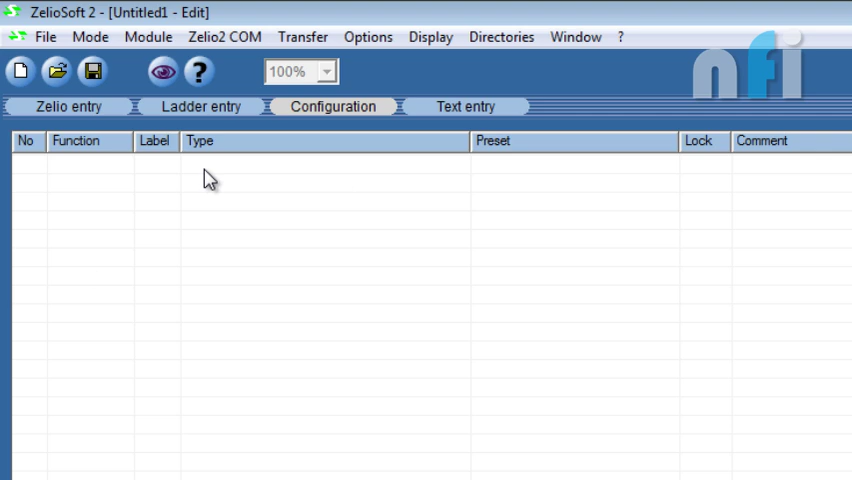 ZelioSoft 2 - [Untitled1 - Edit]
File Mode Module Zelio2 COM Transfer Options Display Directories Window ?
? 100% nfi
Zelio entry Ladder entry Configuration Text entry
No Function Label Type Preset Lock Comment